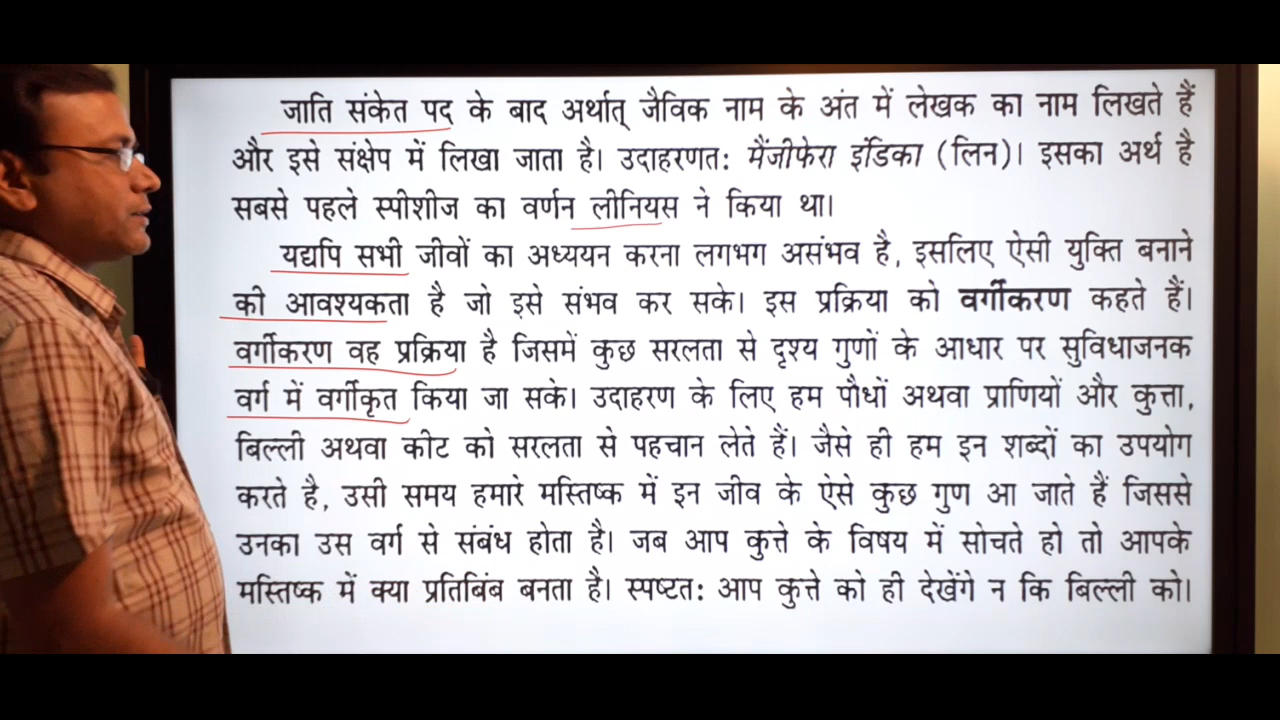 जाति संकेत पद के बाद अर्थात् जैविक नाम के अंत में लेखक का नाम लिखते हैं
और इसे संक्षेप में लिखा जाता है। उदाहरणत: मैंजीफेरा इंडिका (लिन)। इसका अर्थ है
सबसे पहले स्पीशीज का वर्णन लीनियस ने किया था।
यद्यपि सभी जीवों का अध्ययन करना लगभग असंभव है, इसलिए ऐसी युक्ति बनाने
की आवश्यकता है जो इसे संभव कर सके। इस प्रक्रिया को वर्गीकरण कहते हैं।
वर्गीकरण वह प्रक्रिया है जिसमें कुछ सरलता से दृश्य गुणों के आधार पर सुविधाजनक
वर्ग में वर्गीकृत किया जा सके। उदाहरण के लिए हम पौधों अथवा प्राणियों और कुत्ता,
बिल्ली अथवा कीट को सरलता से पहचान लेते हैं। जैसे ही हम इन शब्दों का उपयोग
करते है, उसी समय हमारे मस्तिष्क में इन जीव के ऐसे कुछ गुण आ जाते हैं जिससे
उनका उस वर्ग से संबंध होता है। जब आप कुत्ते के विषय में सोचते हो तो आपके
मस्तिष्क में क्या प्रतिबिंब बनता है। स्पष्टत: आप कुत्ते को ही देखेंगे न कि बिल्ली को।